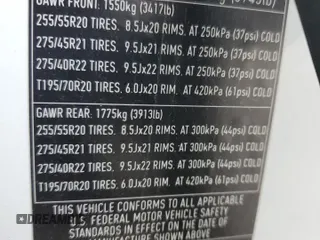 GAWR FRONT: 1550kg (3417lb)
255/55R20 TIRES. 8.5Jx20 RIMS. AT 250kPa (37psi) COLD
275/45R21 TIRES. 9.5Jx21 RIMS. AT 250kPa (37psi) COLD
275/40R22 TIRES. 9.5Jx22 RIMS. AT 250kPa (37psi) COLD
T195/70R20 TIRES. 6.0Jx20 RIM. AT 420kPa (61psi) COLD
GAWR REAR: 1775kg (3913lb)
255/55R20 TIRES. 8.5Jx20 RIMS. AT 300kPa (44psi) COLD
275/45R21 TIRES. 9.5Jx21 RIMS. AT 300kPa (44psi) COLD
275/40R22 TIRES. 9.5Jx22 RIMS. AT 300kPa (44psi) COLD
T195/70R20 TIRES. 6.0Jx20 RIM. AT 420kPa (61psi) COLD
THIS VEHICLE CONFORMS TO ALL APPLICABLE
U.S. FEDERAL MOTOR VEHICLE SAFETY
STANDARDS IN EFFECT ON THE DATE OF